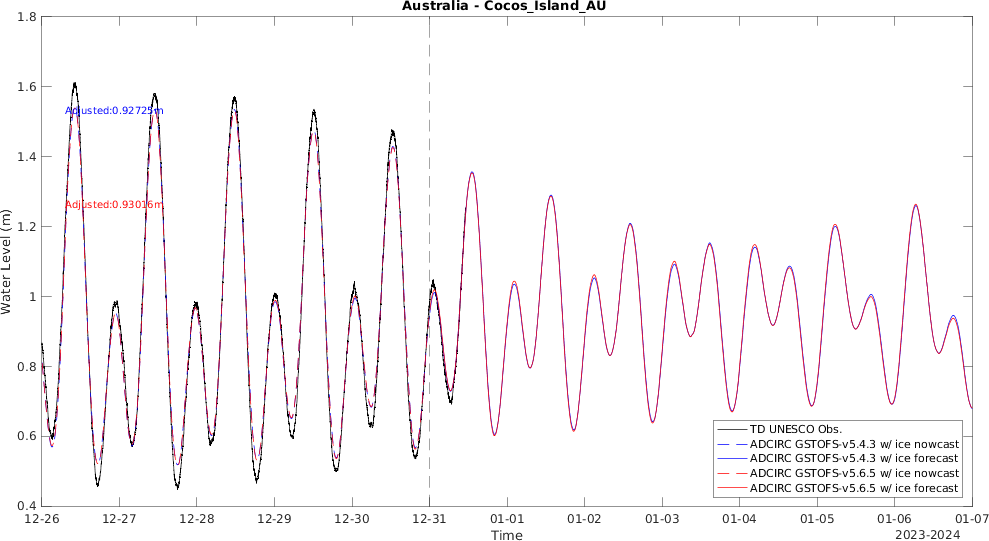 Australia - Cocos_Island_AU
1.8
1.6
1.4
1.2
1
0.8
0.6
0.4
Water Level (m)
Adjusted:0.92725m
Adjusted:0.93016m
TD UNESCO Obs.
ADCIRC GSTOFS-v5.4.3 w/ ice nowcast
ADCIRC GSTOFS-v5.4.3 w/ ice forecast
ADCIRC GSTOFS-v5.6.5 w/ ice nowcast
ADCIRC GSTOFS-v5.6.5 w/ ice forecast
12-26 12-27 12-28 12-29 12-30 12-31 01-01 01-02 01-03 01-04 01-05 01-06 01-07
Time
2023-2024